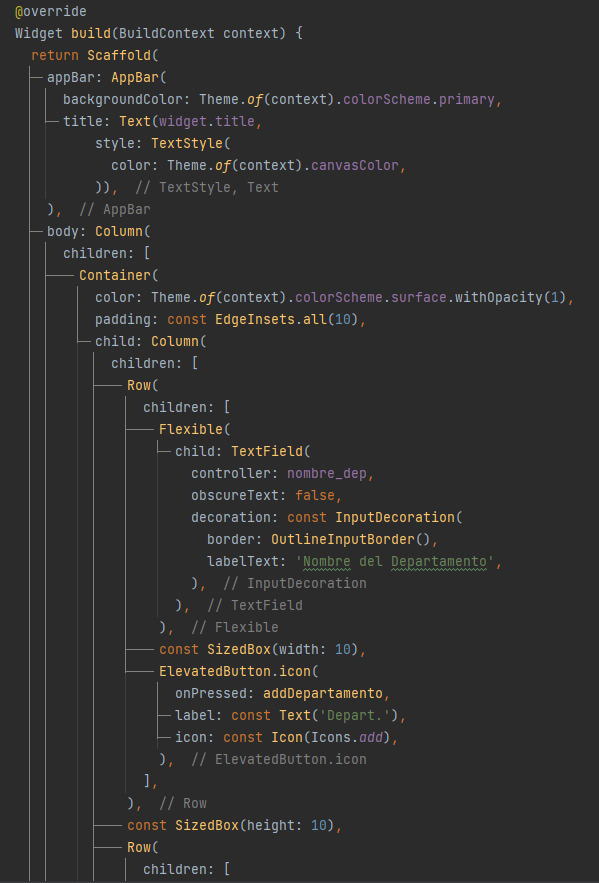 @override
Widget build(BuildContext context) {
  return Scaffold(
    appBar: AppBar(
      backgroundColor: Theme.of(context).colorScheme.primary,
      title: Text(widget.title,
          style: TextStyle(
            color: Theme.of(context).canvasColor,
          )),  // TextStyle, Text
    ),  // AppBar
    body: Column(
      children: [
        Container(
          color: Theme.of(context).colorScheme.surface.withOpacity(1),
          padding: const EdgeInsets.all(10),
          child: Column(
            children: [
              Row(
                children: [
                  Flexible(
                    child: TextField(
                      controller: nombre_dep,
                      obscureText: false,
                      decoration: const InputDecoration(
                        border: OutlineInputBorder(),
                        labelText: 'Nombre del Departamento',
                      ),  // InputDecoration
                    ),  // TextField
                  ),  // Flexible
                  const SizedBox(width: 10),
                  ElevatedButton.icon(
                    onPressed: addDepartamento,
                    label: const Text('Depart.'),
                    icon: const Icon(Icons.add),
                  ),  // ElevatedButton.icon
                ],
              ),  // Row
              const SizedBox(height: 10),
              Row(
                children: [